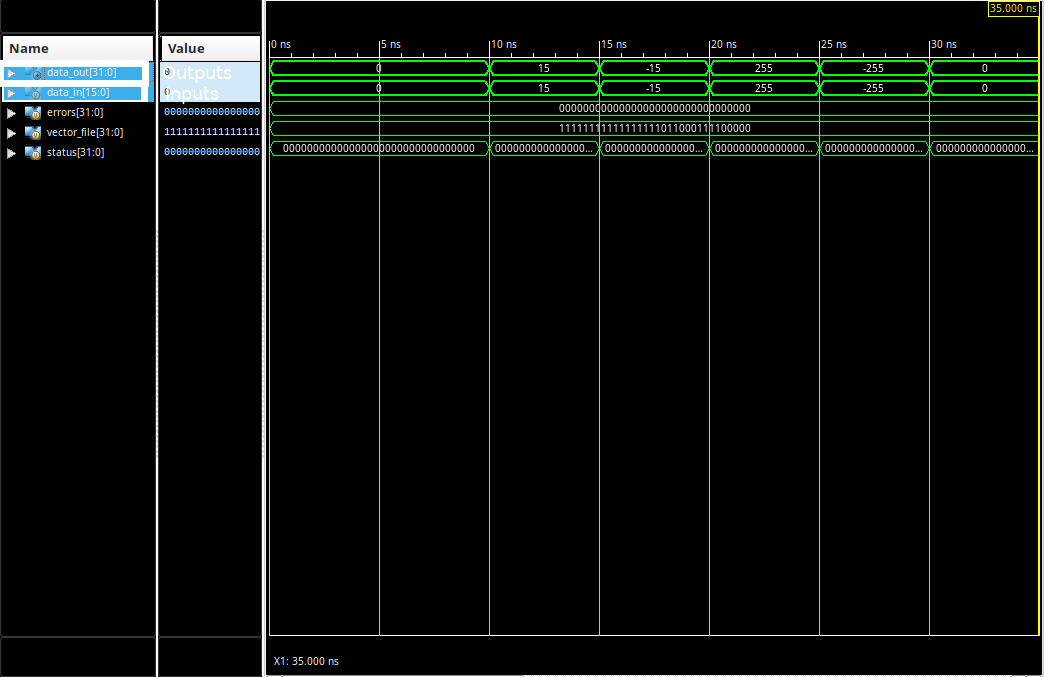 35.000 ns
Name Value 0 ns 5 ns 10 ns 15 ns 20 ns 25 ns 30 ns
data_out[31:0] 0 Outputs 0 15 -15 255 -255 0
data_in[15:0] 0 Inputs 0 15 -15 255 -255 0
errors[31:0] 0000000000000000 00000000000000000000000000000000
vector_file[31:0] 1111111111111111 11111111111111111011000111100000
status[31:0] 0000000000000000 00000000000000000000000000000000 0000000000000000... 0000000000000000... 0000000000000000... 0000000000000000... 0000000000000000...
X1: 35.000 ns